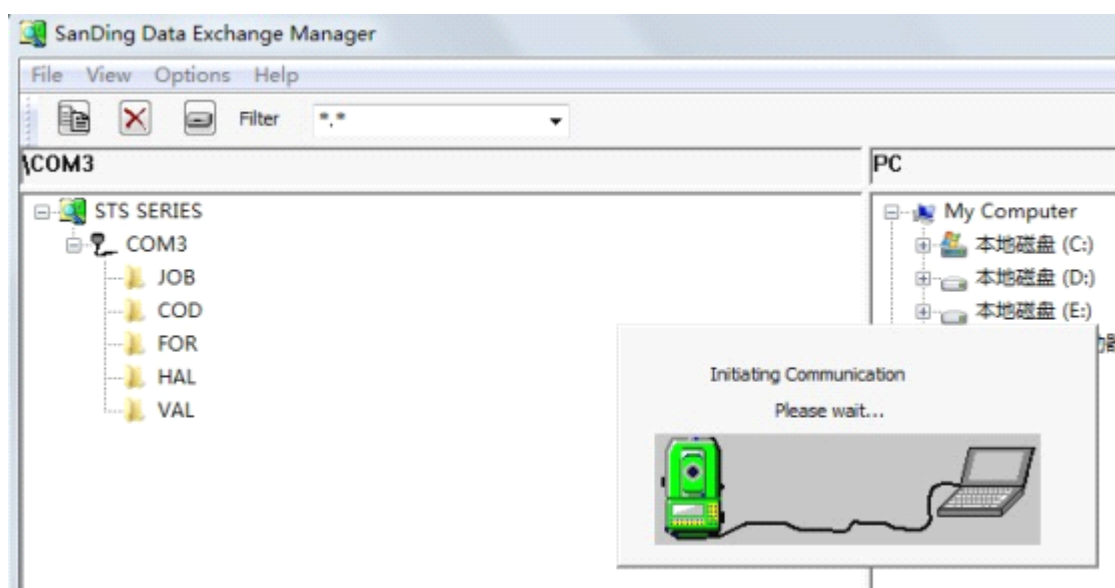 SanDing Data Exchange Manager
File View Options Help
Filter *.*
\COM3
PC
STS SERIES
COM3
JOB
COD
FOR
HAL
VAL
My Computer
本地磁盘 (C:)
本地磁盘 (D:)
本地磁盘 (E:)
Initiating Communication
Please wait...